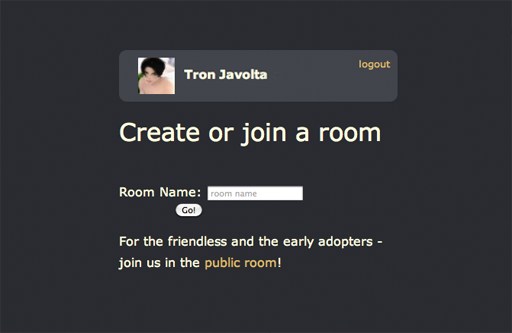 logout
Tron Javolta
Create or join a room
Room Name: room name
Go!
For the friendless and the early adopters -
join us in the public room!